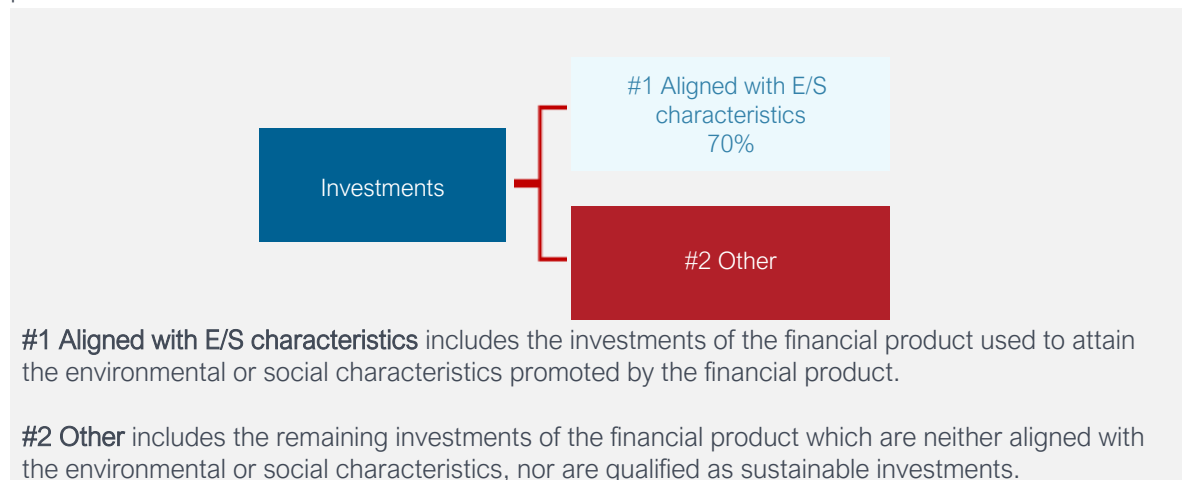 #1 Aligned with E/S
characteristics
70%
Investments
#2 Other
#1 Aligned with E/S characteristics includes the investments of the financial product used to attain
the environmental or social characteristics promoted by the financial product.
#2 Other includes the remaining investments of the financial product which are neither aligned with
the environmental or social characteristics, nor are qualified as sustainable investments.